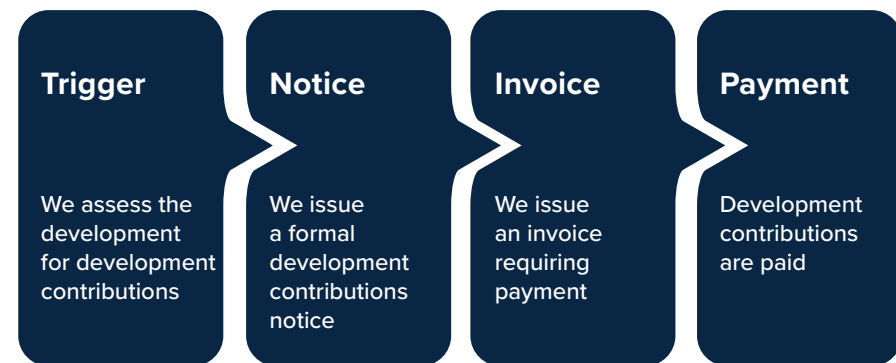 Trigger
We assess the
development
for development
contributions
Notice
We issue
a formal
development
contributions
notice
Invoice
We issue
an invoice
requiring
payment
Payment
Development
contributions
are paid